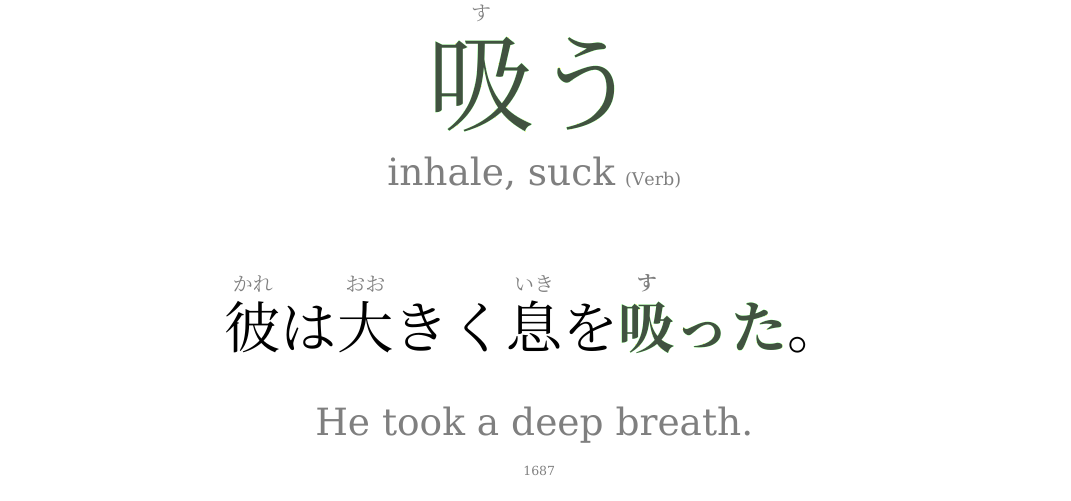 す
吸う
inhale, suck (Verb)
かれ おお いき す
彼は大きく息を吸った。
He took a deep breath.
1687